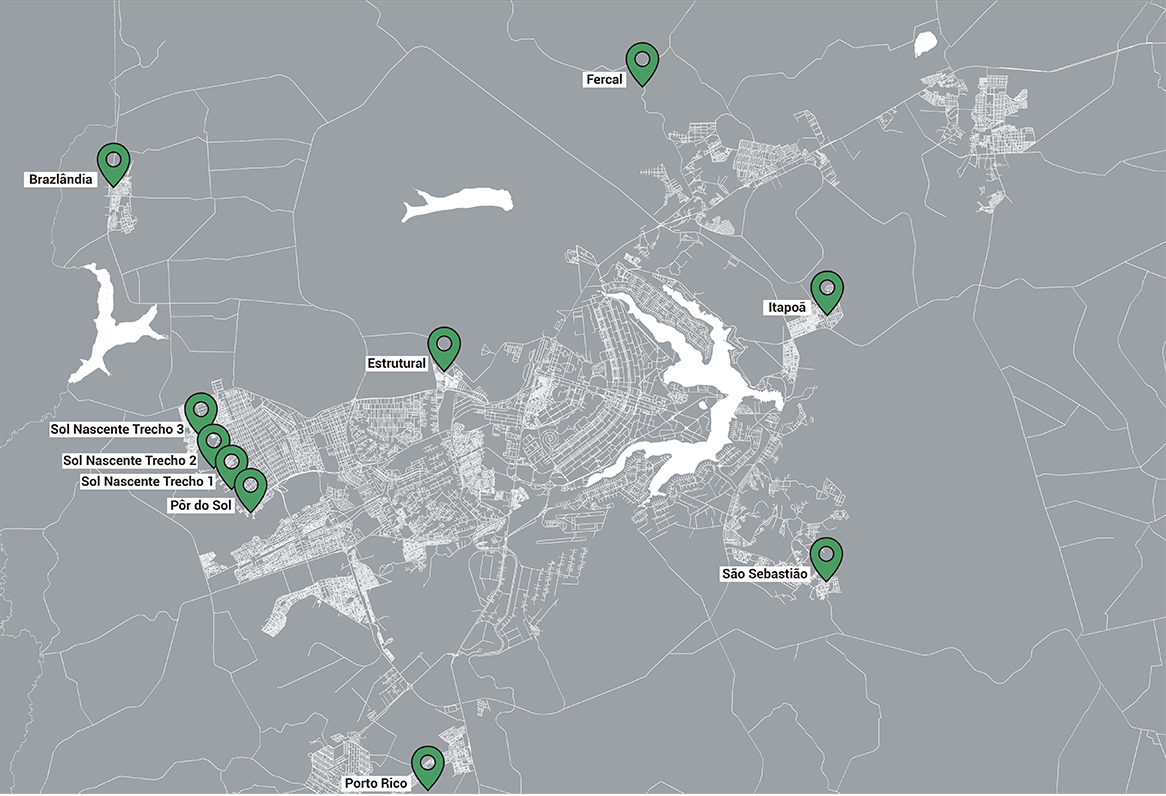 Fercal
Brazlândia
Itapoã
Estrutural
Sol Nascente Trecho 3
Sol Nascente Trecho 2
Sol Nascente Trecho 1
Pôr do Sol
São Sebastião
Porto Rico